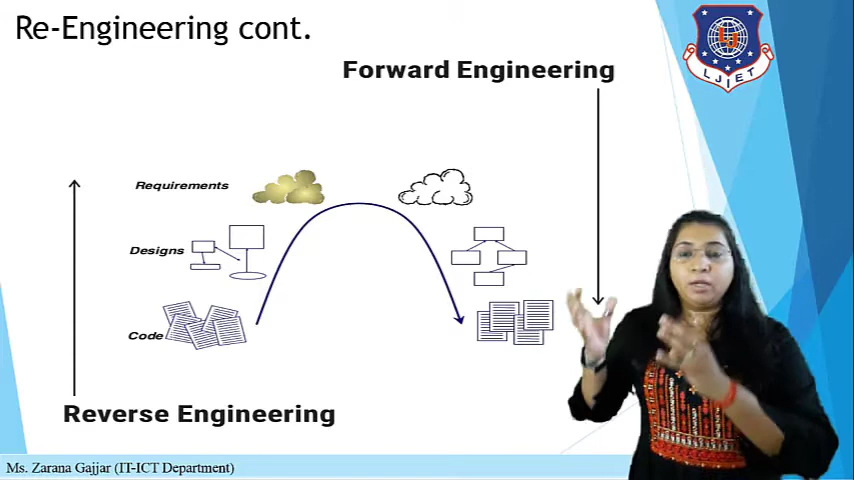 Re-Engineering cont.
Forward Engineering
LJIET
Requirements
Designs
Code
Reverse Engineering
Ms. Zarana Gajjar (IT-ICT Department)